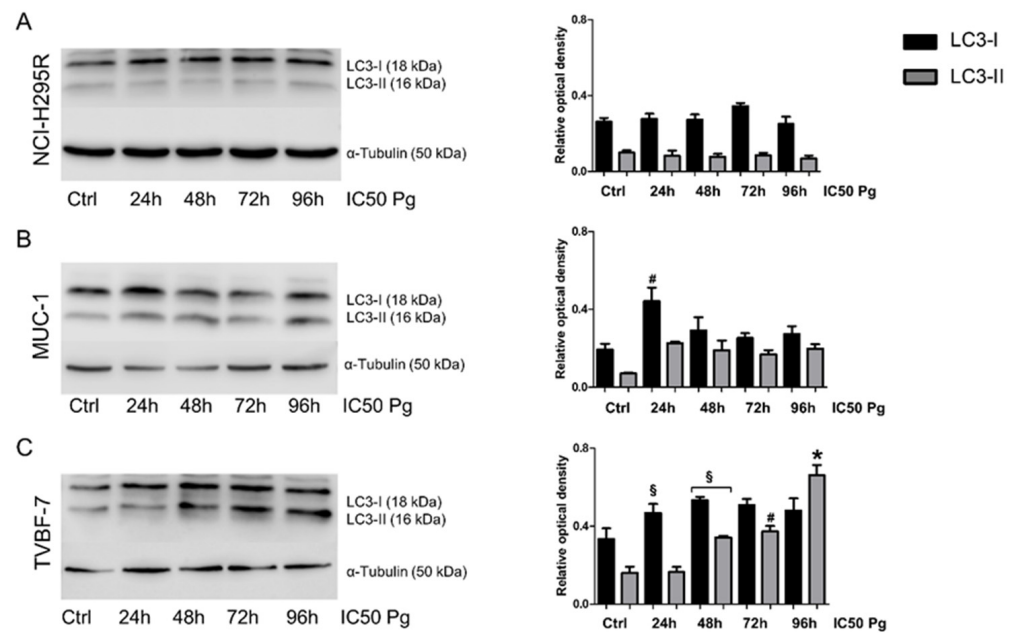 A
NCI-H295R
LC3-I (18 kDa)
LC3-II (16 kDa)
α-Tubulin (50 kDa)
Ctrl 24h 48h 72h 96h IC50 Pg
Relative optical density
0.8
0.4
0.0
Ctrl 24h 48h 72h 96h IC50 Pg
LC3-I
LC3-II
B
MUC-1
LC3-I (18 kDa)
LC3-II (16 kDa)
α-Tubulin (50 kDa)
Ctrl 24h 48h 72h 96h IC50 Pg
Relative optical density
0.8
0.4
0.0
#
Ctrl 24h 48h 72h 96h IC50 Pg
C
TVBF-7
LC3-I (18 kDa)
LC3-II (16 kDa)
α-Tubulin (50 kDa)
Ctrl 24h 48h 72h 96h IC50 Pg
Relative optical density
0.8
0.4
0.0
§ § # *
Ctrl 24h 48h 72h 96h IC50 Pg